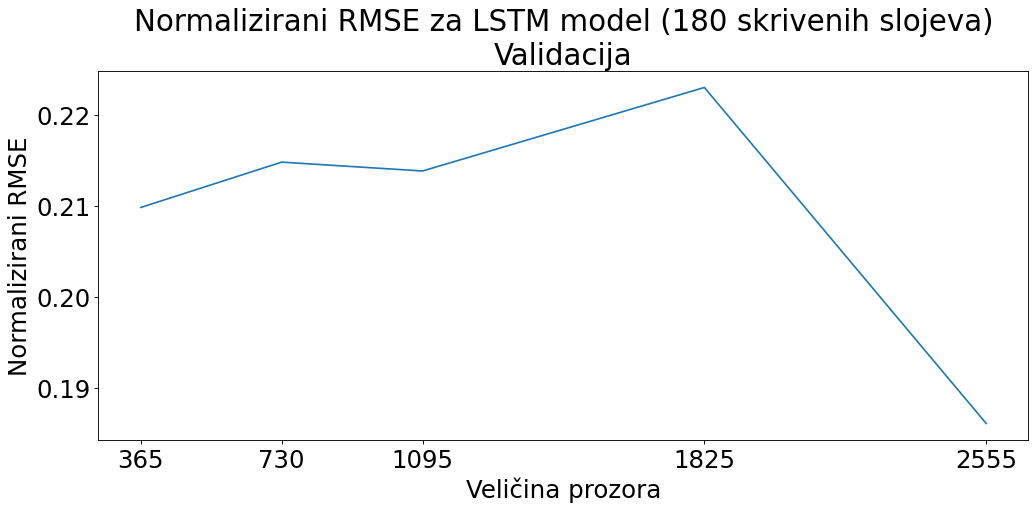 Normalizirani RMSE za LSTM model (180 skrivenih slojeva)
Validacija
Normalizirani RMSE
0.22
0.21
0.20
0.19
365 730 1095 1825 2555
Veličina prozora